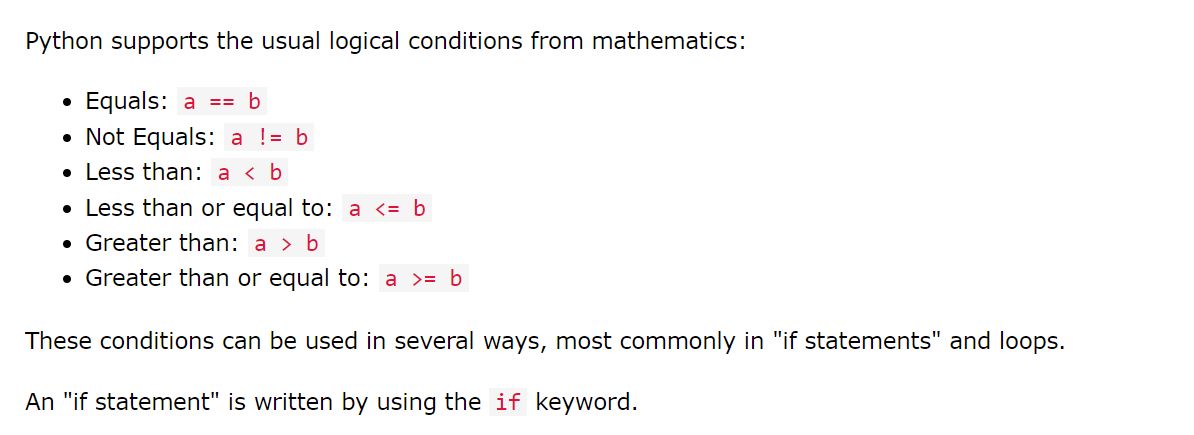 Python supports the usual logical conditions from mathematics:
• Equals: a == b
• Not Equals: a != b
• Less than: a < b
• Less than or equal to: a <= b
• Greater than: a > b
• Greater than or equal to: a >= b
These conditions can be used in several ways, most commonly in "if statements" and loops.
An "if statement" is written by using the if keyword.